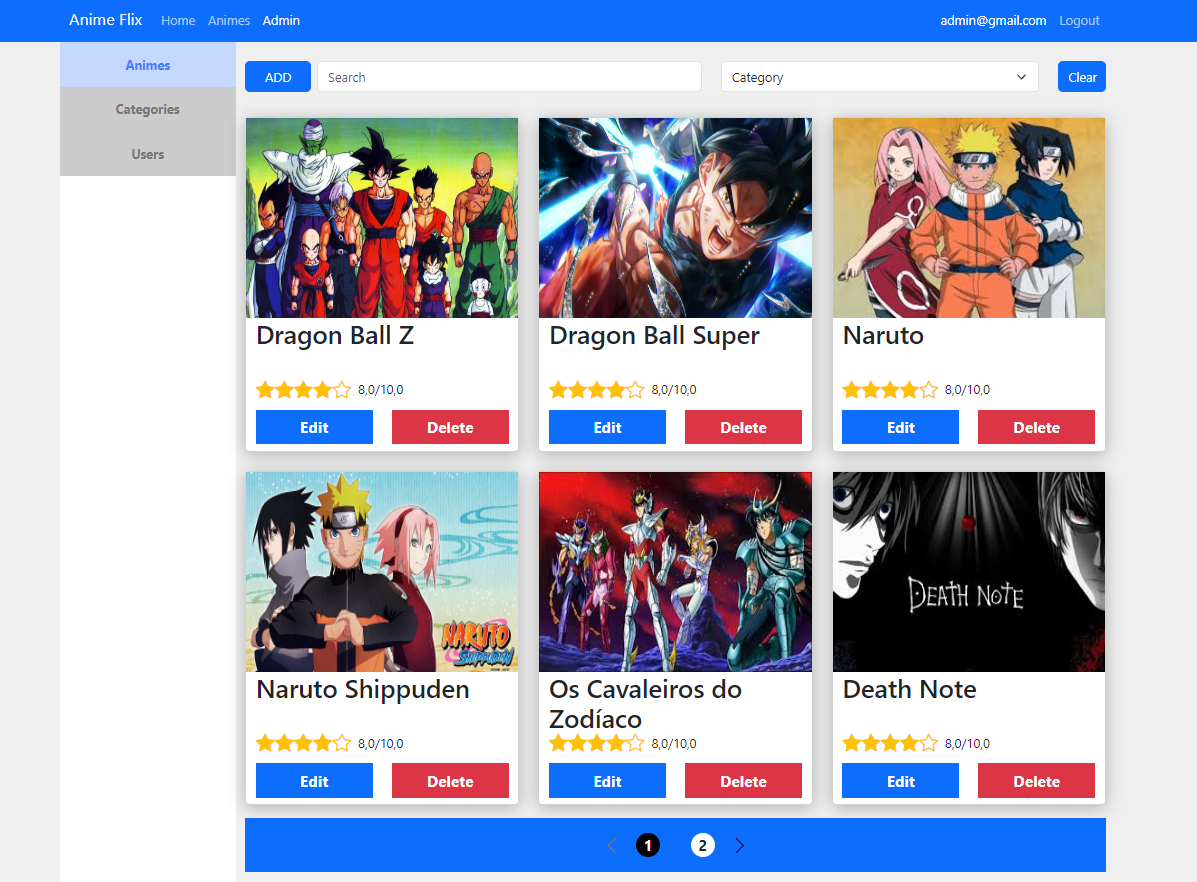 Anime Flix Home Animes Admin admin@gmail.com Logout
Animes
Categories
Users
ADD Search Category Clear
Dragon Ball Z
8,0/10,0
Edit Delete
Dragon Ball Super
8,0/10,0
Edit Delete
Naruto
8,0/10,0
Edit Delete
NARUTO
SHIPPUDEN
Naruto Shippuden
8,0/10,0
Edit Delete
Os Cavaleiros do
Zodíaco
8,0/10,0
Edit Delete
DEATH NOTE
Death Note
8,0/10,0
Edit Delete
1 2